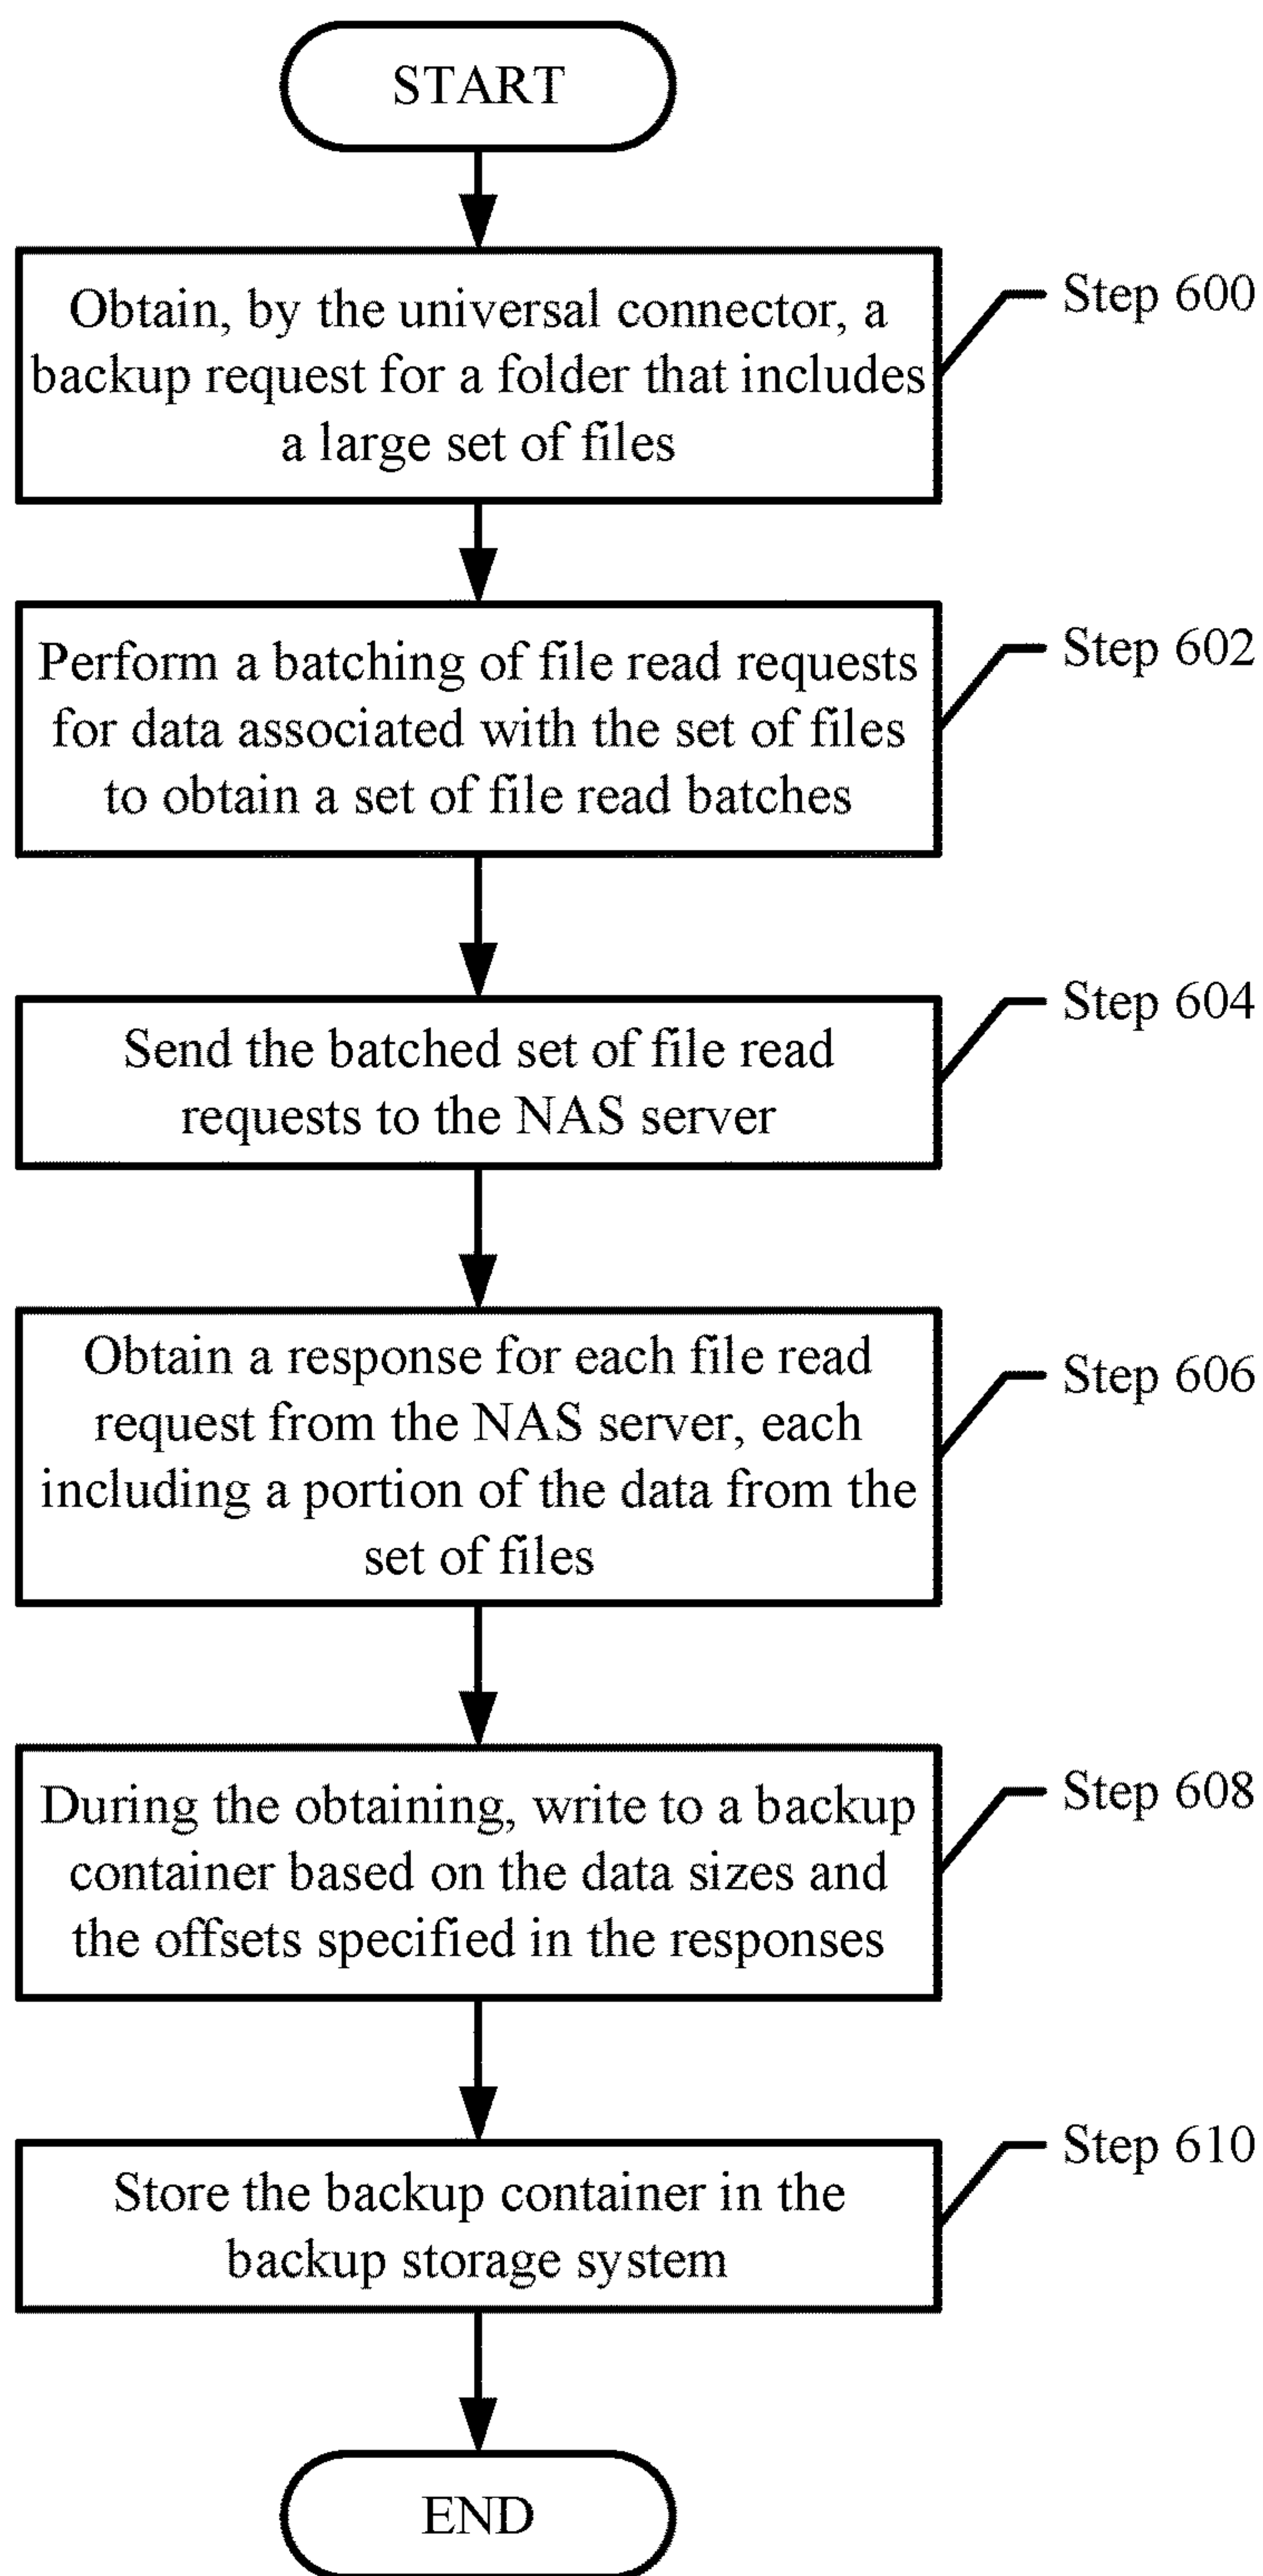 START
Obtain, by the universal connector, a
backup request for a folder that includes
a large set of files
Step 600
Perform a batching of file read requests
for data associated with the set of files
to obtain a set of file read batches
Step 602
Send the batched set of file read
requests to the NAS server
Step 604
Obtain a response for each file read
request from the NAS server, each
including a portion of the data from the
set of files
Step 606
During the obtaining, write to a backup
container based on the data sizes and
the offsets specified in the responses
Step 608
Store the backup container in the
backup storage system
Step 610
END